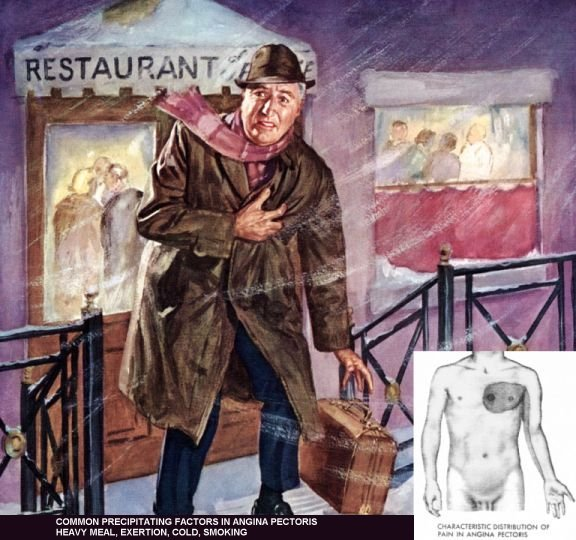 RESTAURANT
COMMON PRECIPITATING FACTORS IN ANGINA PECTORIS
HEAVY MEAL, EXERTION, COLD, SMOKING
CHARACTERISTIC DISTRIBUTION OF
PAIN IN ANGINA PECTORIS